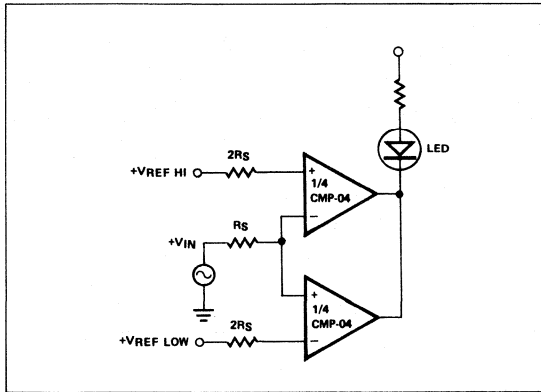 LED
2RS
+VREF HI
+
1/4
CMP-04
−
+VIN
RS
+
1/4
CMP-04
−
+VREF LOW
2RS